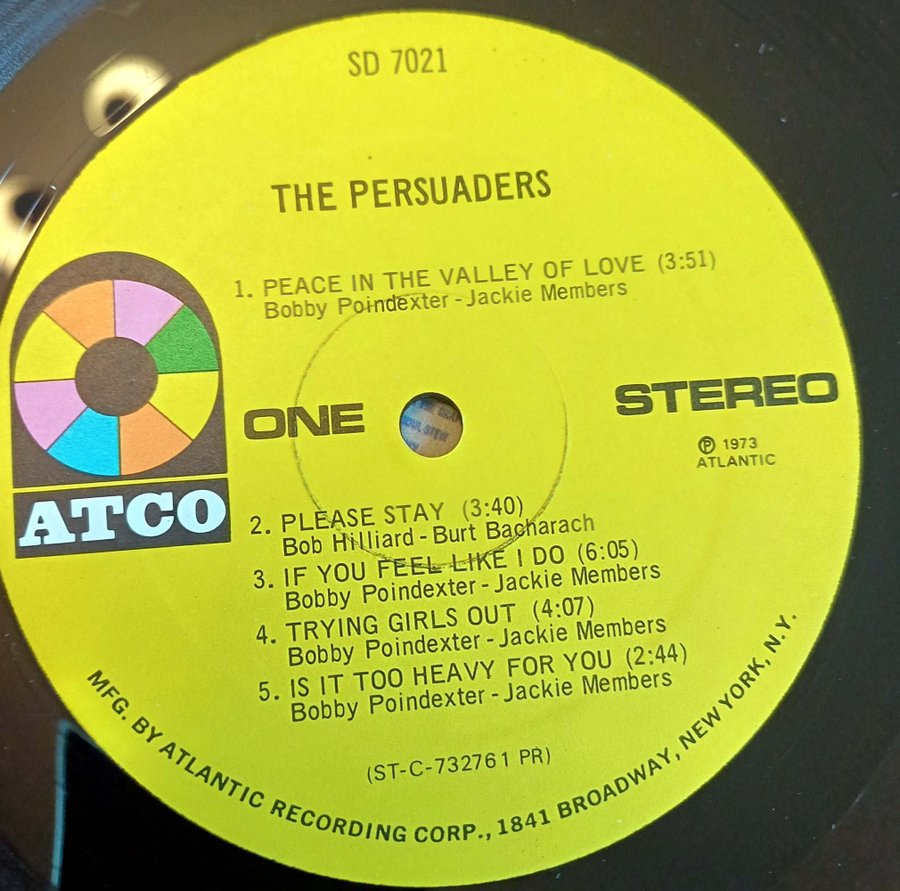 SD 7021
THE PERSUADERS
1. PEACE IN THE VALLEY OF LOVE (3:51)
Bobby Poindexter - Jackie Members
ONE
STEREO
Ⓟ 1973
ATLANTIC
ATCO
2. PLEASE STAY (3:40)
Bob Hilliard - Burt Bacharach
3. IF YOU FEEL LIKE I DO (6:05)
Bobby Poindexter - Jackie Members
4. TRYING GIRLS OUT (4:07)
Bobby Poindexter - Jackie Members
5. IS IT TOO HEAVY FOR YOU (2:44)
Bobby Poindexter - Jackie Members
(ST-C-732761 PR)
MFG. BY ATLANTIC RECORDING CORP., 1841 BROADWAY, NEW YORK, N.Y.